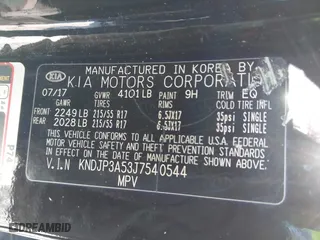 MANUFACTURED IN KOREA BY
KIA KIA MOTORS CORPORATION
07/17 GVWR 4101LB PAINT 9H TRIM EQ
GAWR TIRES RIMS COLD TIRE INFLATION
FRONT 2249LB 215/55 R17 6.5JX17 35psi SINGLE
REAR 2028LB 215/55 R17 6.5JX17 35psi SINGLE
THIS VEHICLE CONFORMS TO ALL APPLICABLE U.S.A FEDERAL
MOTOR VEHICLE SAFETY, BUMPER, AND THEFT PREVENTION
STANDARDS IN EFFECT ON THE DATE OF MANUFACTURE SHOWN ABOVE.
V.I.N KNDJP3A53J7540544
MPV
DREAMBID